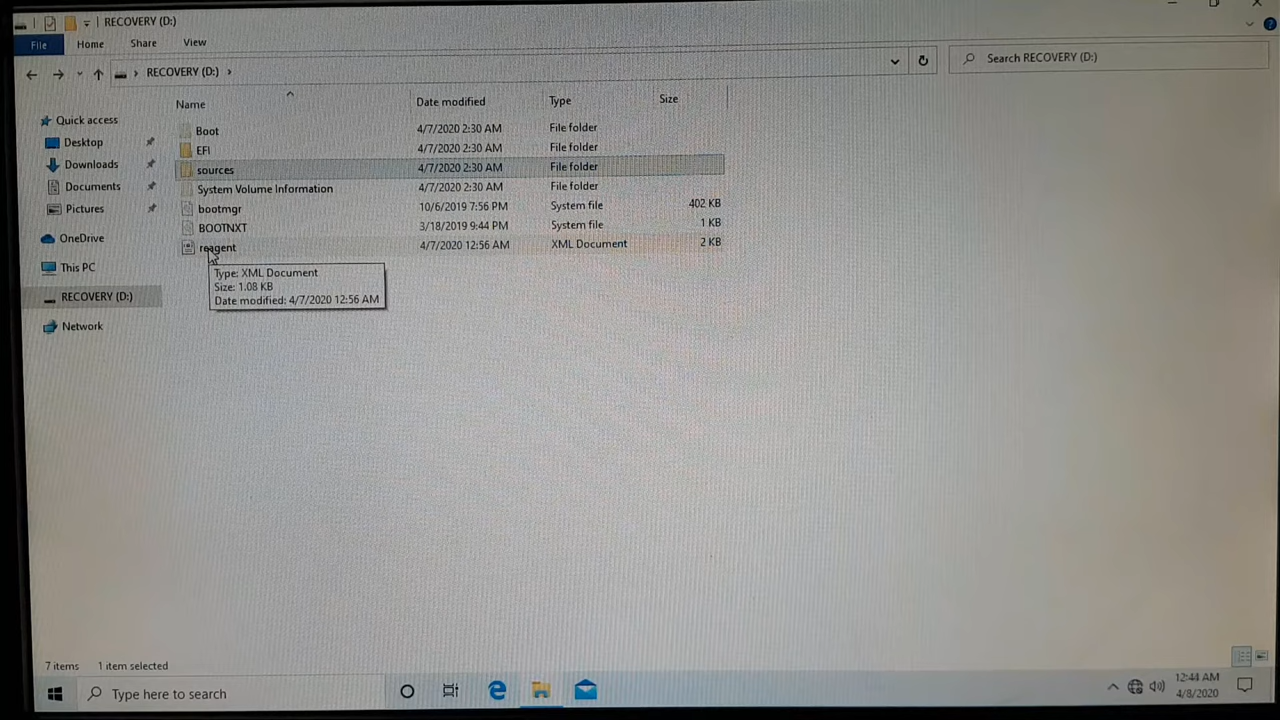 RECOVERY (D:)
File Home Share View
RECOVERY (D:) Search RECOVERY (D:)
Name Date modified Type Size
Quick access
Desktop
Downloads
Documents
Pictures
OneDrive
This PC
RECOVERY (D:)
Network
Boot 4/7/2020 2:30 AM File folder
EFI 4/7/2020 2:30 AM File folder
sources 4/7/2020 2:30 AM File folder
System Volume Information 4/7/2020 2:30 AM File folder
bootmgr 10/6/2019 7:56 PM System file 402 KB
BOOTNXT 3/18/2019 9:44 PM System file 1 KB
reagent 4/7/2020 12:56 AM XML Document 2 KB
Type: XML Document
Size: 1.08 KB
Date modified: 4/7/2020 12:56 AM
7 items 1 item selected
Type here to search
12:44 AM
4/8/2020